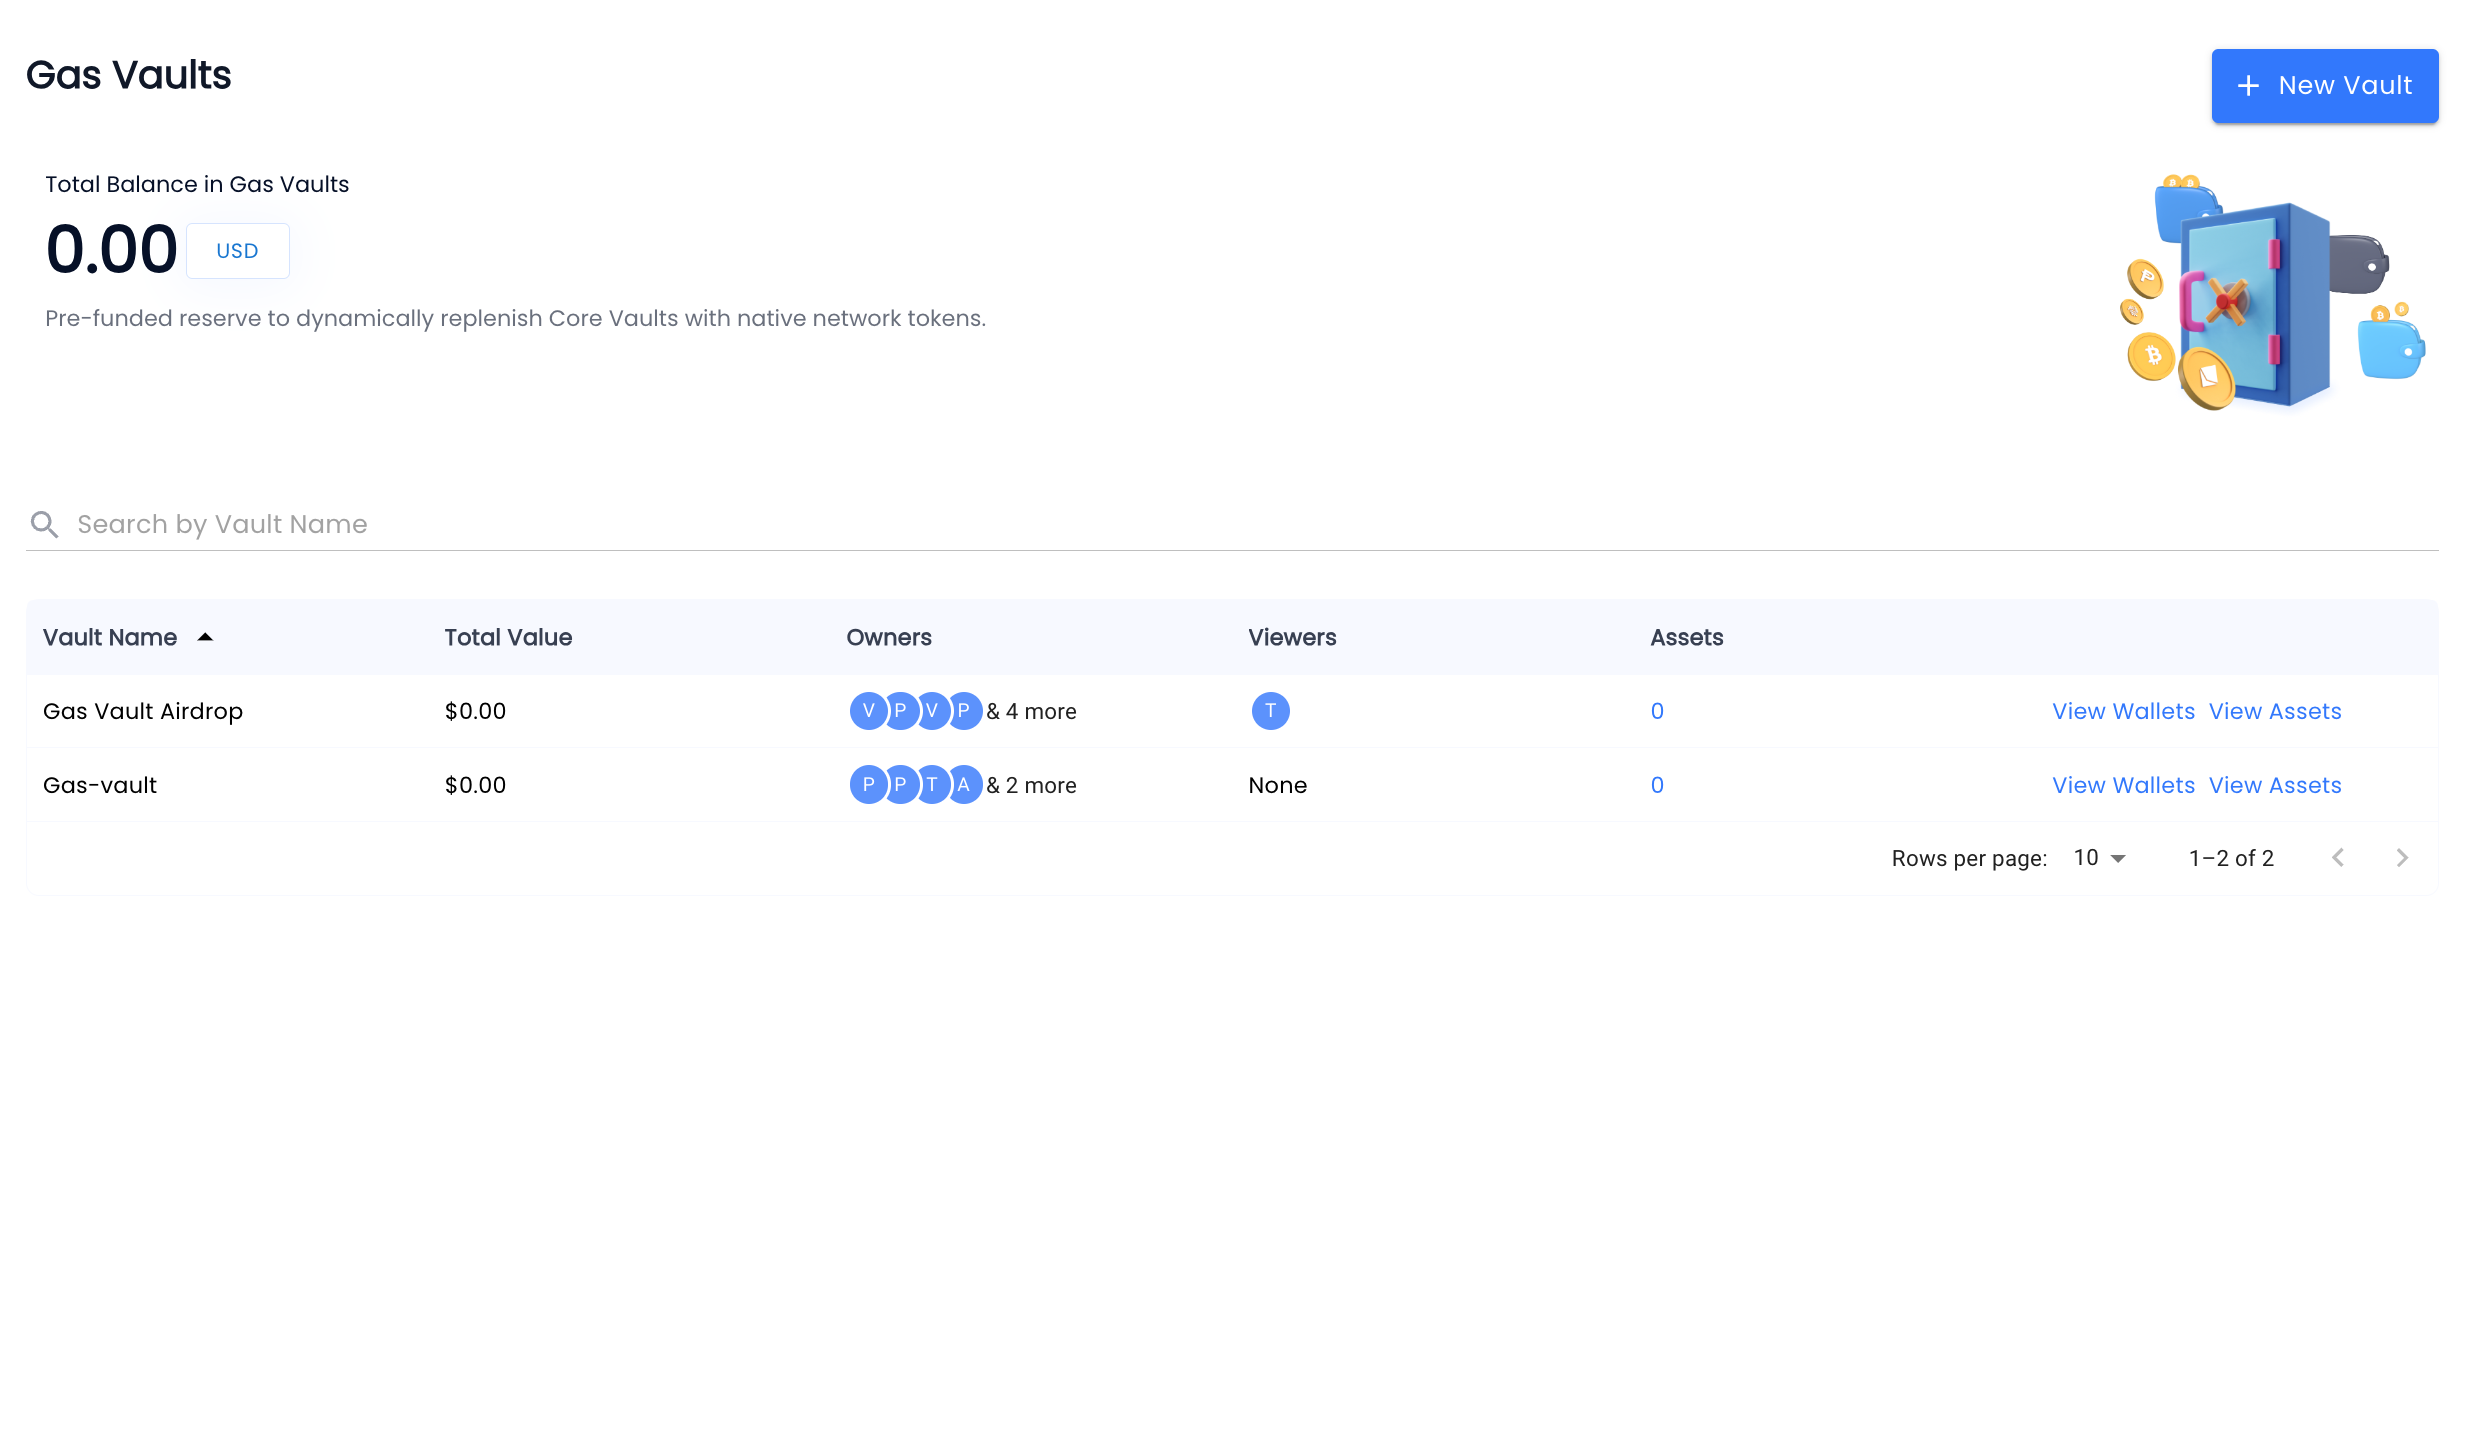 Gas Vaults
New Vault
Total Balance in Gas Vaults
0.00 USD
Pre-funded reserve to dynamically replenish Core Vaults with native network tokens.
Search by Vault Name
Vault Name Total Value Owners Viewers Assets
Gas Vault Airdrop $0.00 V P V P & 4 more T 0 View Wallets View Assets
Gas-vault $0.00 P P T A & 2 more None 0 View Wallets View Assets
Rows per page: 10 1–2 of 2